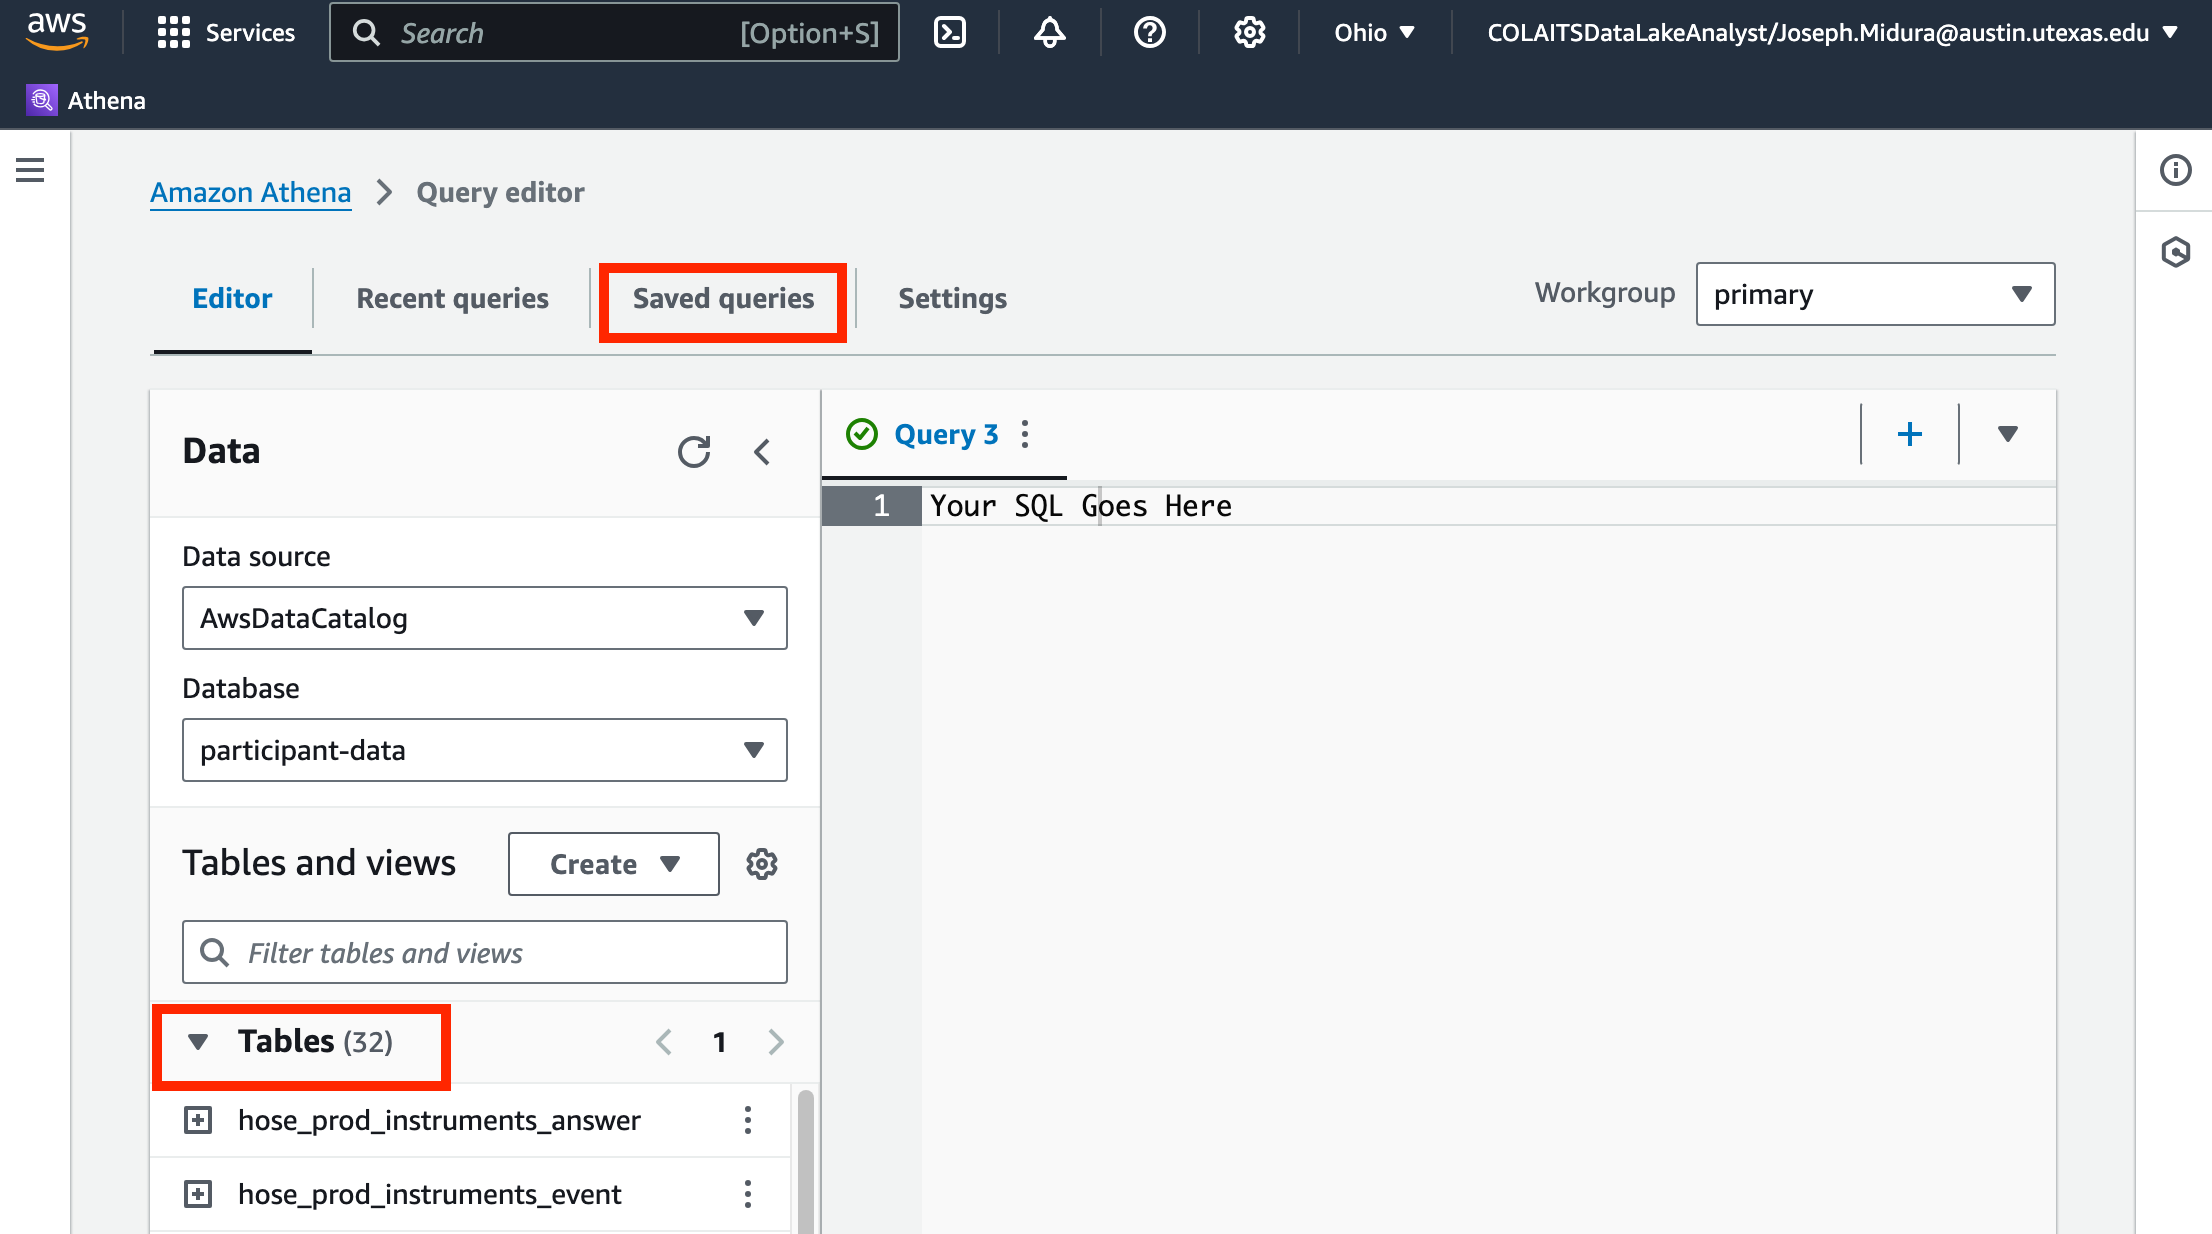 aws
Services
Search [Option+S]
Ohio
COLAITSDataLakeAnalyst/Joseph.Midura@austin.utexas.edu
Athena
Amazon Athena > Query editor
Editor
Recent queries
Saved queries
Settings
Workgroup
primary
Data
Query 3
1 Your SQL Goes Here
Data source
AwsDataCatalog
Database
participant-data
Tables and views
Create
Filter tables and views
Tables (32)
1
hose_prod_instruments_answer
hose_prod_instruments_event